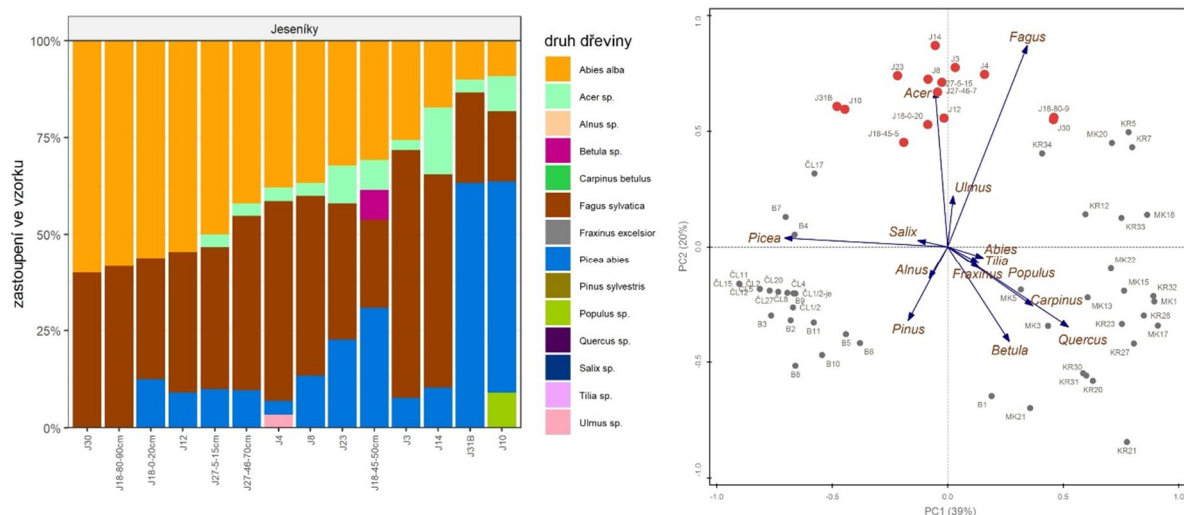 Jeseníky
100%
75%
50%
25%
0%
zastoupení ve vzorku
J30
J18-80-90cm
J18-0-20cm
J12
J27-5-15cm
J27-46-70cm
J4
J8
J23
J18-45-50cm
J3
J14
J31B
J10
druh dřeviny
Abies alba
Acer sp.
Alnus sp.
Betula sp.
Carpinus betulus
Fagus sylvatica
Fraxinus excelsior
Picea abies
Pinus sylvestris
Populus sp.
Quercus sp.
Salix sp.
Tilia sp.
Ulmus sp.
1.0
0.5
0.0
-0.5
-1.0
PC2 (20%)
J14
Fagus
J23
J8
J3
J4
27-5-15
Acer
J27-46-7
J31B
J10
J12
J18-0-20
J18-80-9
J30
J18-45-5
KR5
MK20
KR7
KR34
ČL17
Ulmus
B7
B4
KR12
KR33
MK18
Picea
Salix
Abies
Tilia
Alnus
Fraxinus
Populus
MK22
ČL11
ČL15
ČL2
ČL12
ČL20
ČL4
ČL27
ČL8
ČL1/2-je
B9
ČL1/2
MK5
Carpinus
MK13
MK15
KR32
MK1
B3
B2
B11
Pinus
MK3
KR23
KR28
MK17
Quercus
B5
B6
Betula
KR27
B10
B8
KR30
KR31
KR20
B1
MK21
KR21
-1.0
-0.5
0.0
0.5
1.0
PC1 (39%)